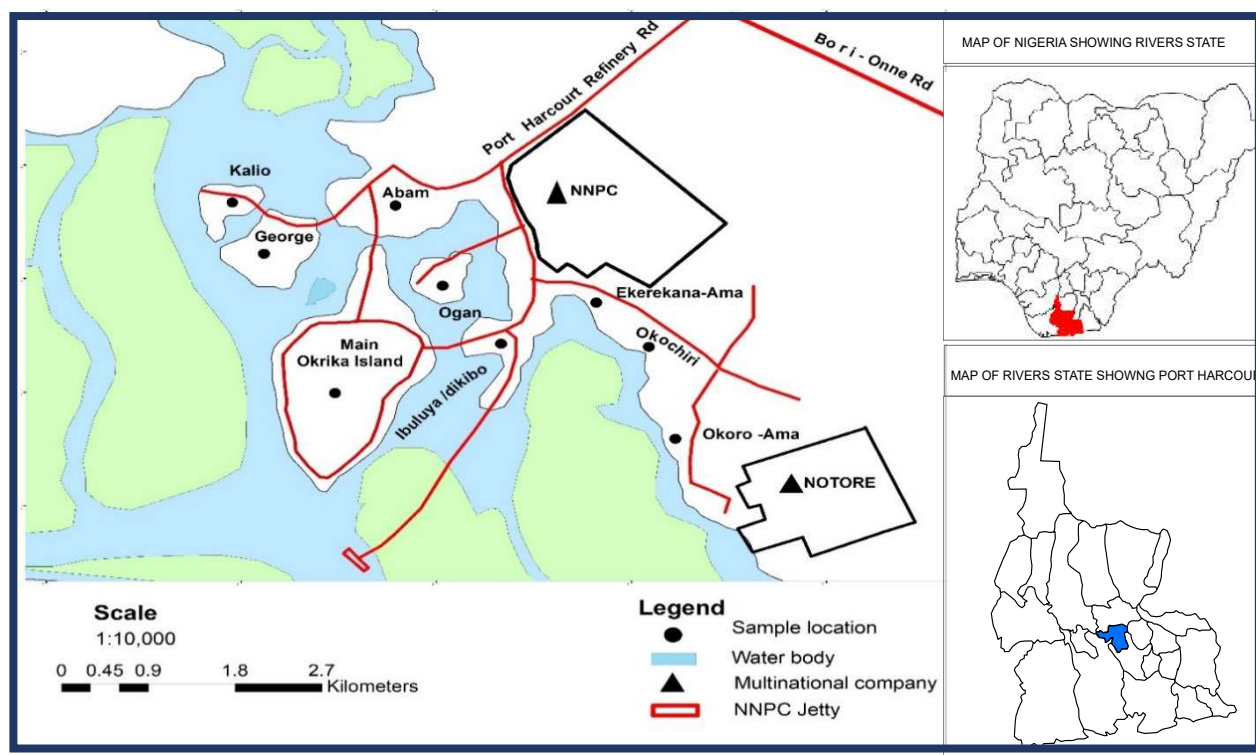 Port Harcourt Refinery Rd
Bori-Onne Rd
Kalio
Abam
NNPC
George
Ekerekana-Ama
Ogan
Okochiri
Main
Okrika Island
Ibuluya /dikibo
Okoro -Ama
NOTORE
Scale
1:10,000
0 0.45 0.9 1.8 2.7
Kilometers
Legend
Sample location
Water body
Multinational company
NNPC Jetty
MAP OF NIGERIA SHOWING RIVERS STATE
MAP OF RIVERS STATE SHOWNG PORT HARCOUR